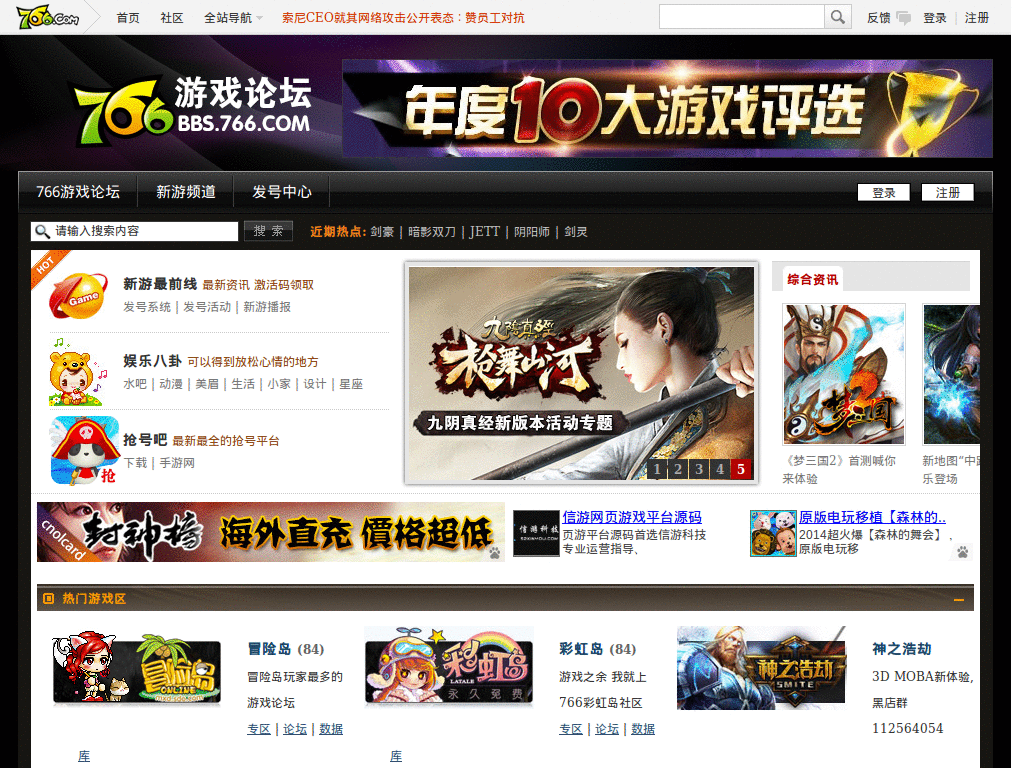 766.COM
首页 社区 全站导航 索尼CEO就其网络攻击公开表态：赞员工对抗 反馈 登录 | 注册
766游戏论坛
BBS.766.COM
年度10大游戏评选
766游戏论坛 新游频道 发号中心 登录 注册
请输入搜索内容 搜 索 近期热点: 剑豪 | 暗影双刀 | JETT | 阴阳师 | 剑灵
HOT
Game
新游最前线 最新资讯 激活码领取
发号系统 | 发号活动 | 新游播报
娱乐八卦 可以得到放松心情的地方
水吧 | 动漫 | 美眉 | 生活 | 小家 | 设计 | 星座
抢号吧 最新最全的抢号平台
下载 | 手游网
抢
九阴真经
枪舞山河
九阴真经新版本活动专题
1 2 3 4 5
综合资讯
梦三国2
《梦三国2》首测喊你
来体验
新地图“中
乐登场
cnolcard
封神榜 海外直充 價格超低
信游科技
52XINYOU.COM
信游网页游戏平台源码
页游平台源码首选信游科技
专业运营指导、
原版电玩移植【森林的..
2014超火爆【森林的舞会】，
原版电玩移
热门游戏区
冒险岛
ONLINE
冒险岛 (84)
冒险岛玩家最多的
游戏论坛
专区 | 论坛 | 数据
库
彩虹岛
LATALE
永久免费
彩虹岛 (84)
游戏之余 我就上
766彩虹岛社区
专区 | 论坛 | 数据
库
神之浩劫
SMITE
神之浩劫
3D MOBA新体验,
黑店群
112564054